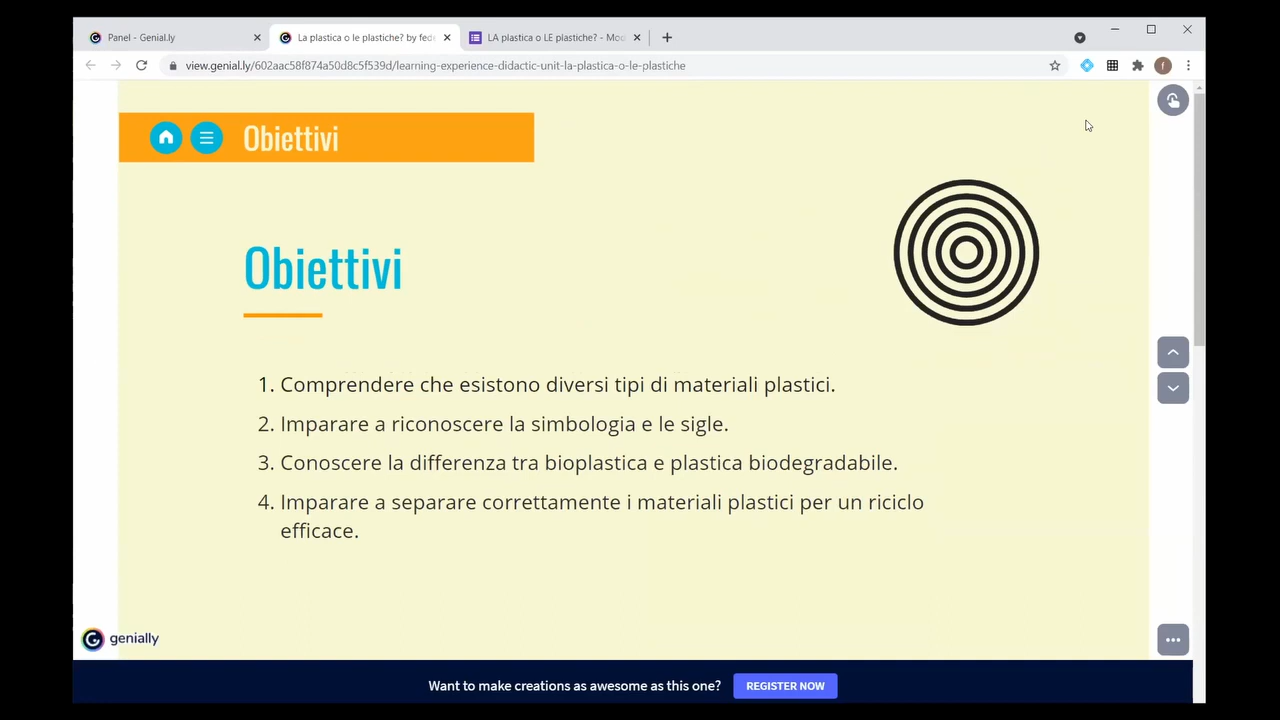 Panel - Genial.ly
La plastica o le plastiche? by fede
LA plastica o LE plastiche? - Mod
view.genial.ly/602aac58f874a50d8c5f539d/learning-experience-didactic-unit-la-plastica-o-le-plastiche
f
Obiettivi
Obiettivi
1. Comprendere che esistono diversi tipi di materiali plastici.
2. Imparare a riconoscere la simbologia e le sigle.
3. Conoscere la differenza tra bioplastica e plastica biodegradabile.
4. Imparare a separare correttamente i materiali plastici per un riciclo
efficace.
genially
Want to make creations as awesome as this one?
REGISTER NOW